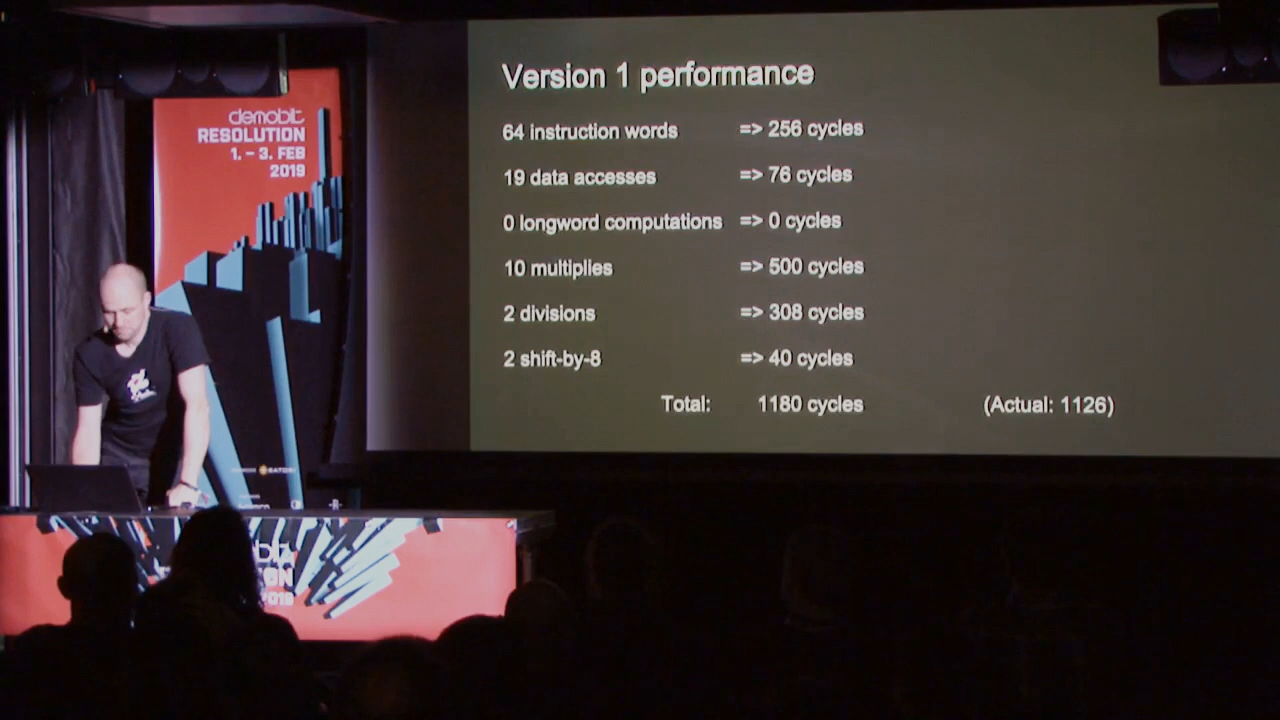 Version 1 performance
64 instruction words => 256 cycles
19 data accesses => 76 cycles
0 longword computations => 0 cycles
10 multiplies => 500 cycles
2 divisions => 308 cycles
2 shift-by-8 => 40 cycles
Total: 1180 cycles (Actual: 1126)
demobit
RESOLUTION
1. – 3. FEB
2019